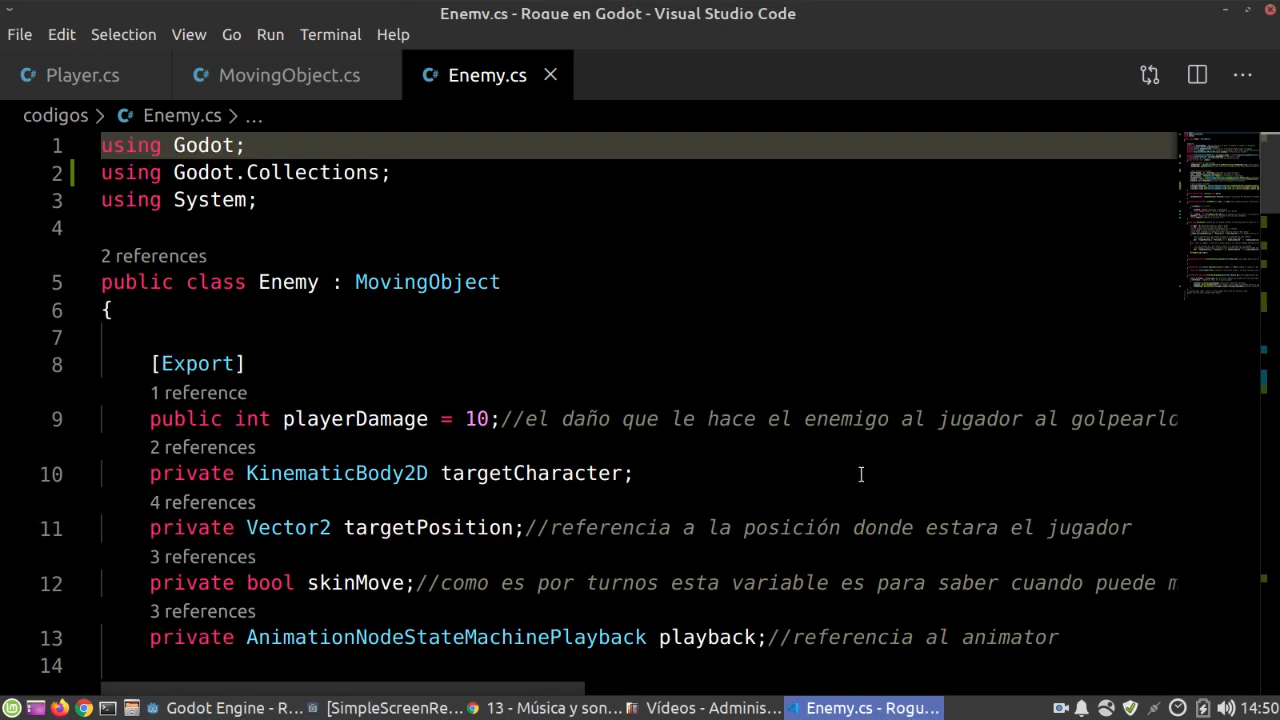 Enemy.cs - Rogue en Godot - Visual Studio Code
File Edit Selection View Go Run Terminal Help
Player.cs MovingObject.cs Enemy.cs
codigos > Enemy.cs > ...
1 using Godot;
2 using Godot.Collections;
3 using System;
4
2 references
5 public class Enemy : MovingObject
6 {
7
8 [Export]
1 reference
9 public int playerDamage = 10;//el daño que le hace el enemigo al jugador al golpearlo
2 references
10 private KinematicBody2D targetCharacter;
4 references
11 private Vector2 targetPosition;//referencia a la posición donde estara el jugador
3 references
12 private bool skinMove;//como es por turnos esta variable es para saber cuando puede m
3 references
13 private AnimationNodeStateMachinePlayback playback;//referencia al animator
14
Godot Engine - R... [SimpleScreenRe... 13 - Música y son... Vídeos - Adminis... Enemy.cs - Rogu... 14:50